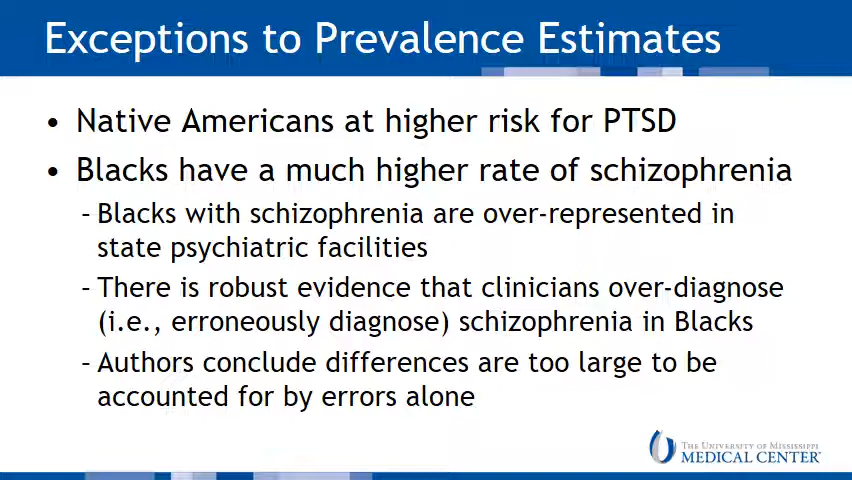 Exceptions to Prevalence Estimates
• Native Americans at higher risk for PTSD
• Blacks have a much higher rate of schizophrenia
– Blacks with schizophrenia are over-represented in
state psychiatric facilities
– There is robust evidence that clinicians over-diagnose
(i.e., erroneously diagnose) schizophrenia in Blacks
– Authors conclude differences are too large to be
accounted for by errors alone
THE UNIVERSITY OF MISSISSIPPI
MEDICAL CENTER